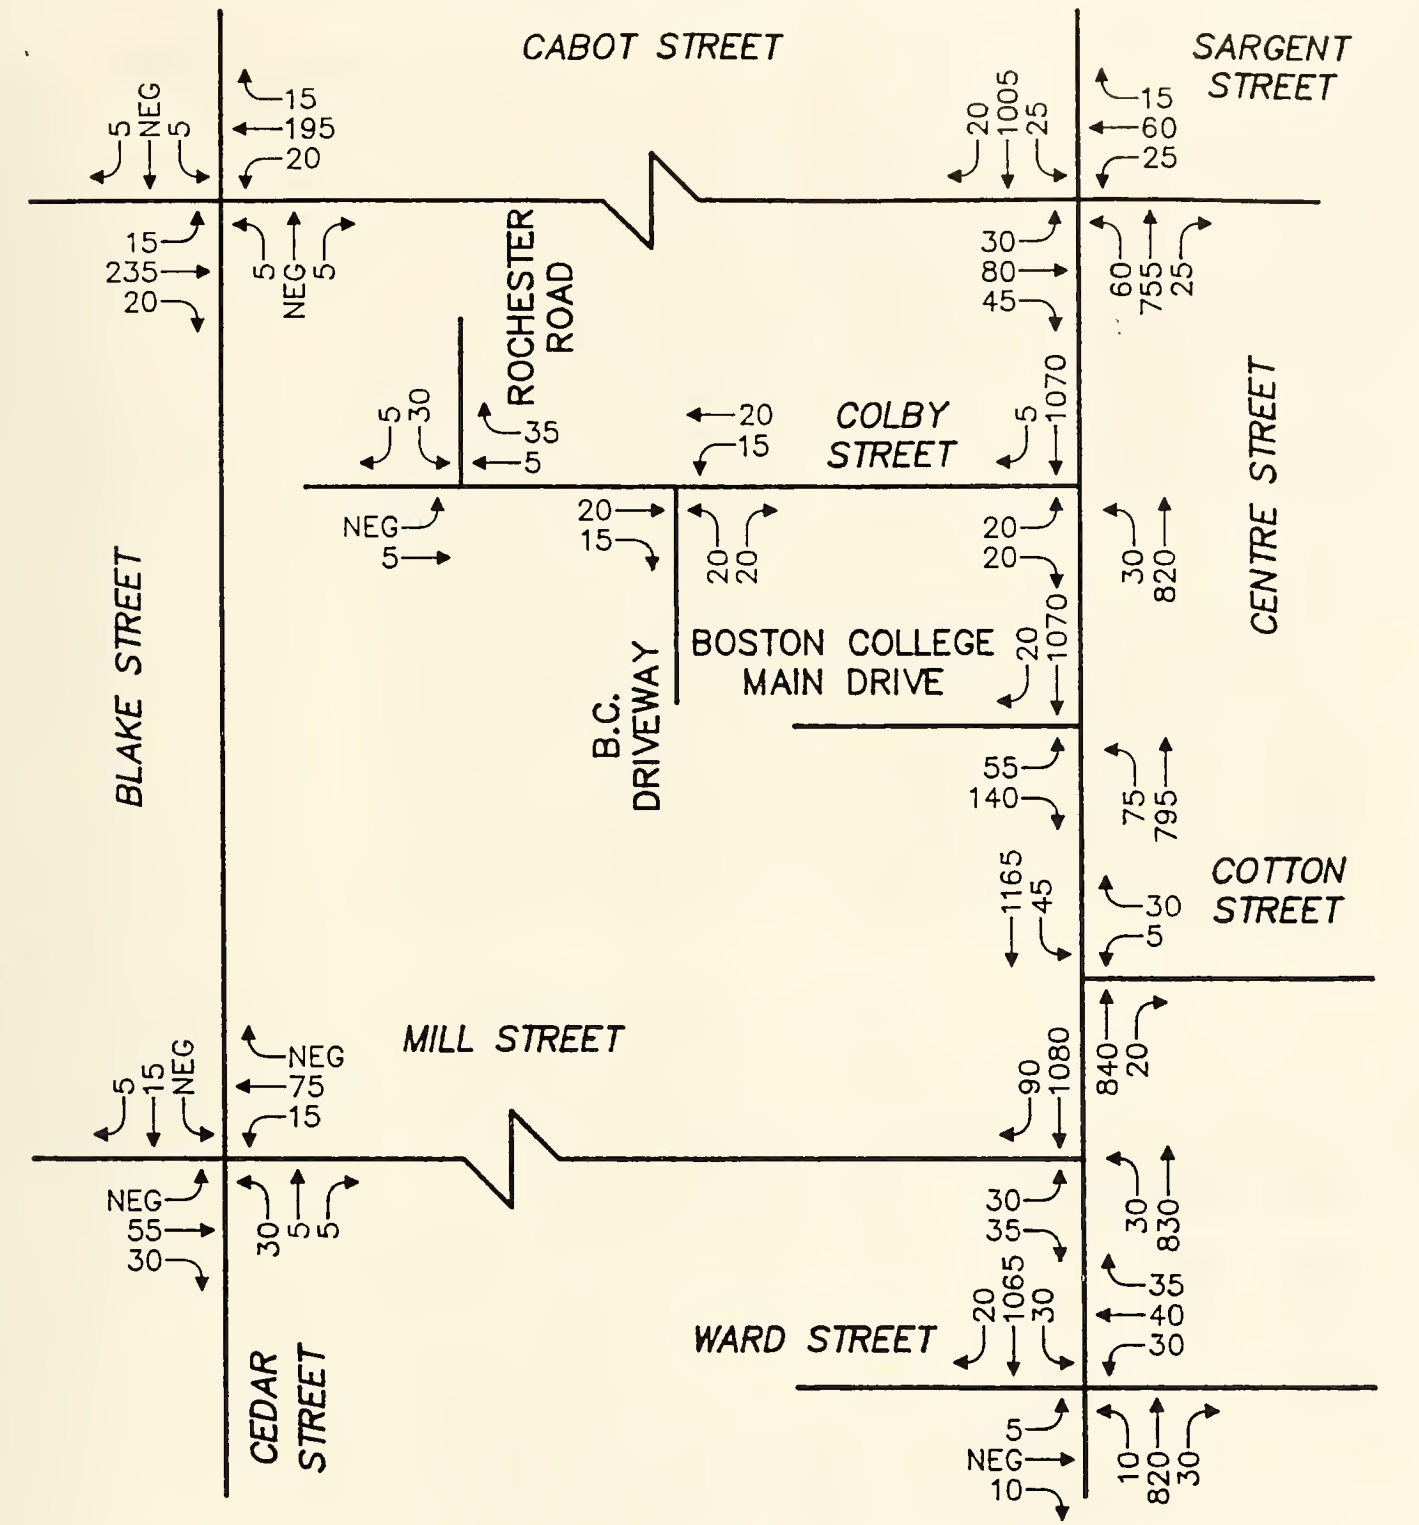 CABOT STREET
SARGENT
STREET
5
NEG
5
15
195
20
15
235
20
5
NEG
5
20
1005
25
15
60
25
30
80
45
60
755
25
ROCHESTER
ROAD
5
30
35
5
NEG
5
20
15
20
15
20
20
COLBY
STREET
5
1070
20
20
30
820
CENTRE STREET
BLAKE STREET
B.C.
DRIVEWAY
BOSTON COLLEGE
MAIN DRIVE
20
1070
55
140
75
795
COTTON
STREET
1165
45
30
5
840
20
MILL STREET
5
15
NEG
NEG
75
15
NEG
55
30
30
5
5
90
1080
30
35
30
830
WARD STREET
20
1065
30
35
40
30
5
NEG
10
10
820
30
CEDAR
STREET